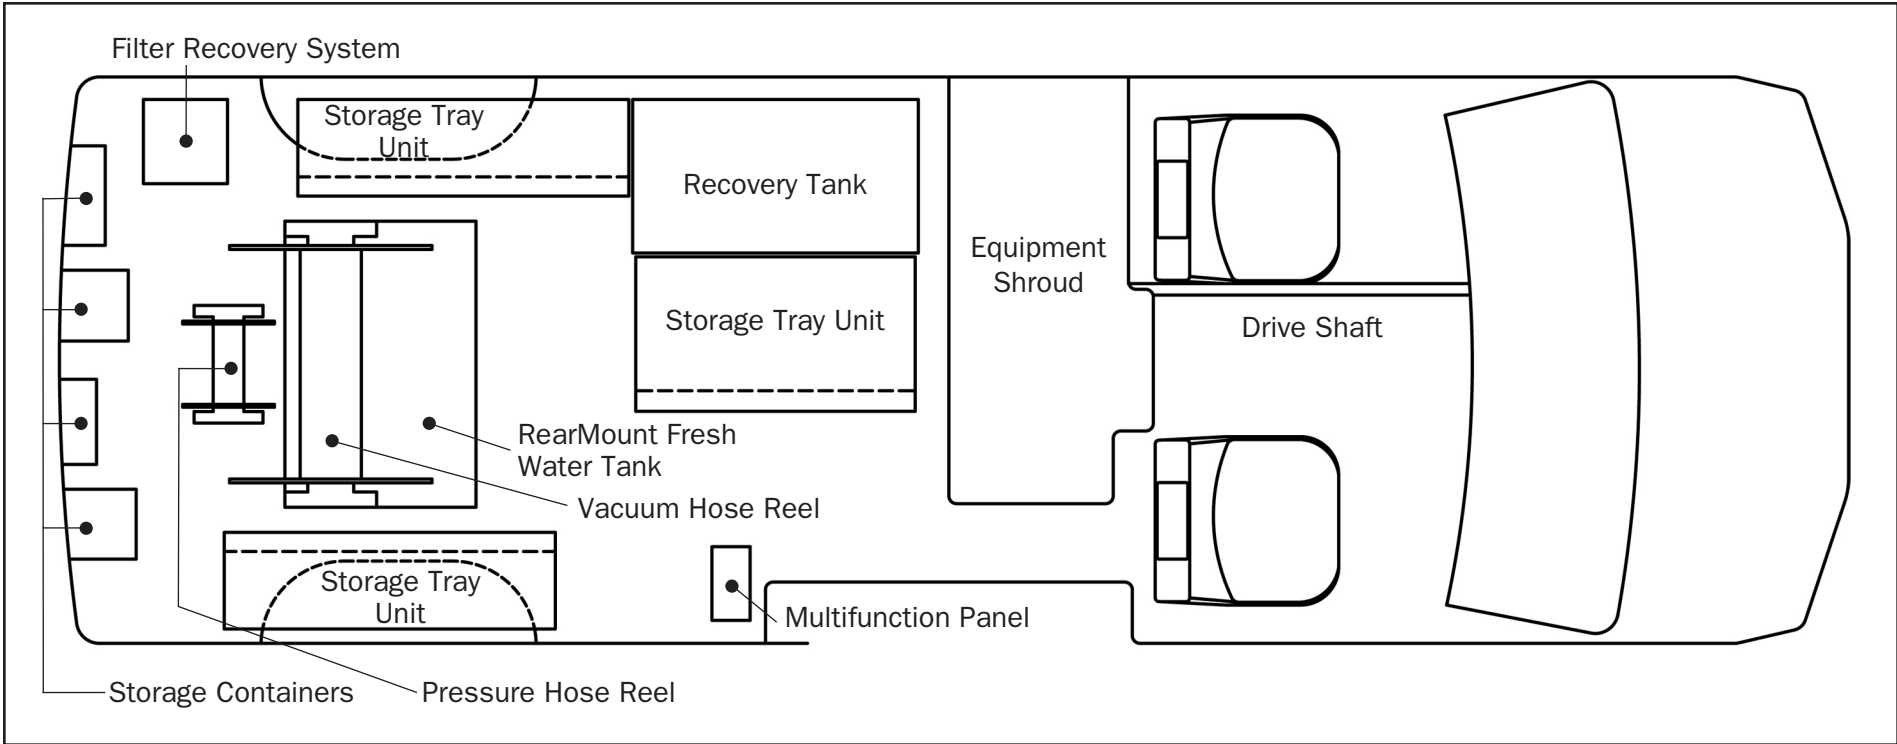 Filter Recovery System
Storage Tray
Unit
Recovery Tank
Equipment
Shroud
Storage Tray Unit
Drive Shaft
RearMount Fresh
Water Tank
Vacuum Hose Reel
Storage Tray
Unit
Multifunction Panel
Storage Containers
Pressure Hose Reel